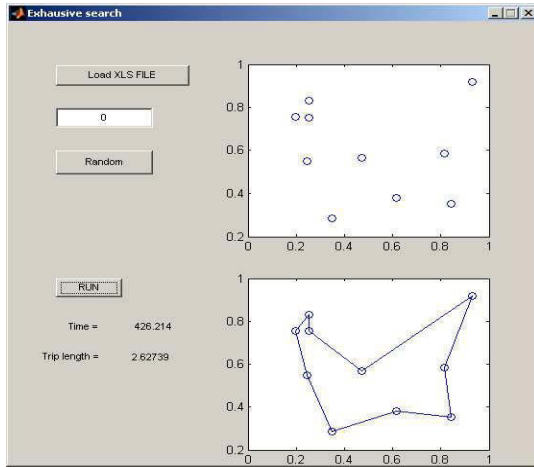 Exhausive search
Load XLS FILE
0
Random
1
0.8
0.6
0.4
0.2
0 0.2 0.4 0.6 0.8 1
RUN
Time = 426.214
Trip length = 2.62739
1
0.8
0.6
0.4
0.2
0 0.2 0.4 0.6 0.8 1